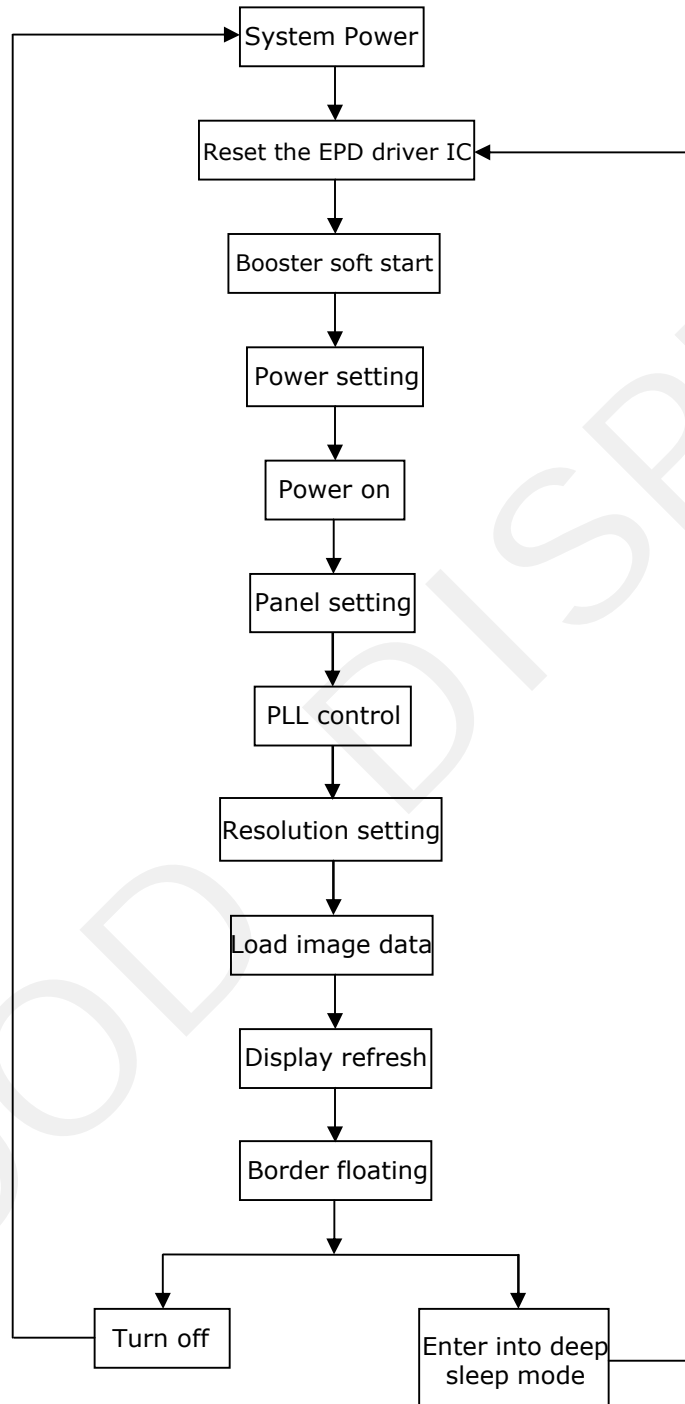 System Power
Reset the EPD driver IC
Booster soft start
Power setting
Power on
Panel setting
PLL control
Resolution setting
Load image data
Display refresh
Border floating
Turn off
Enter into deep
sleep mode